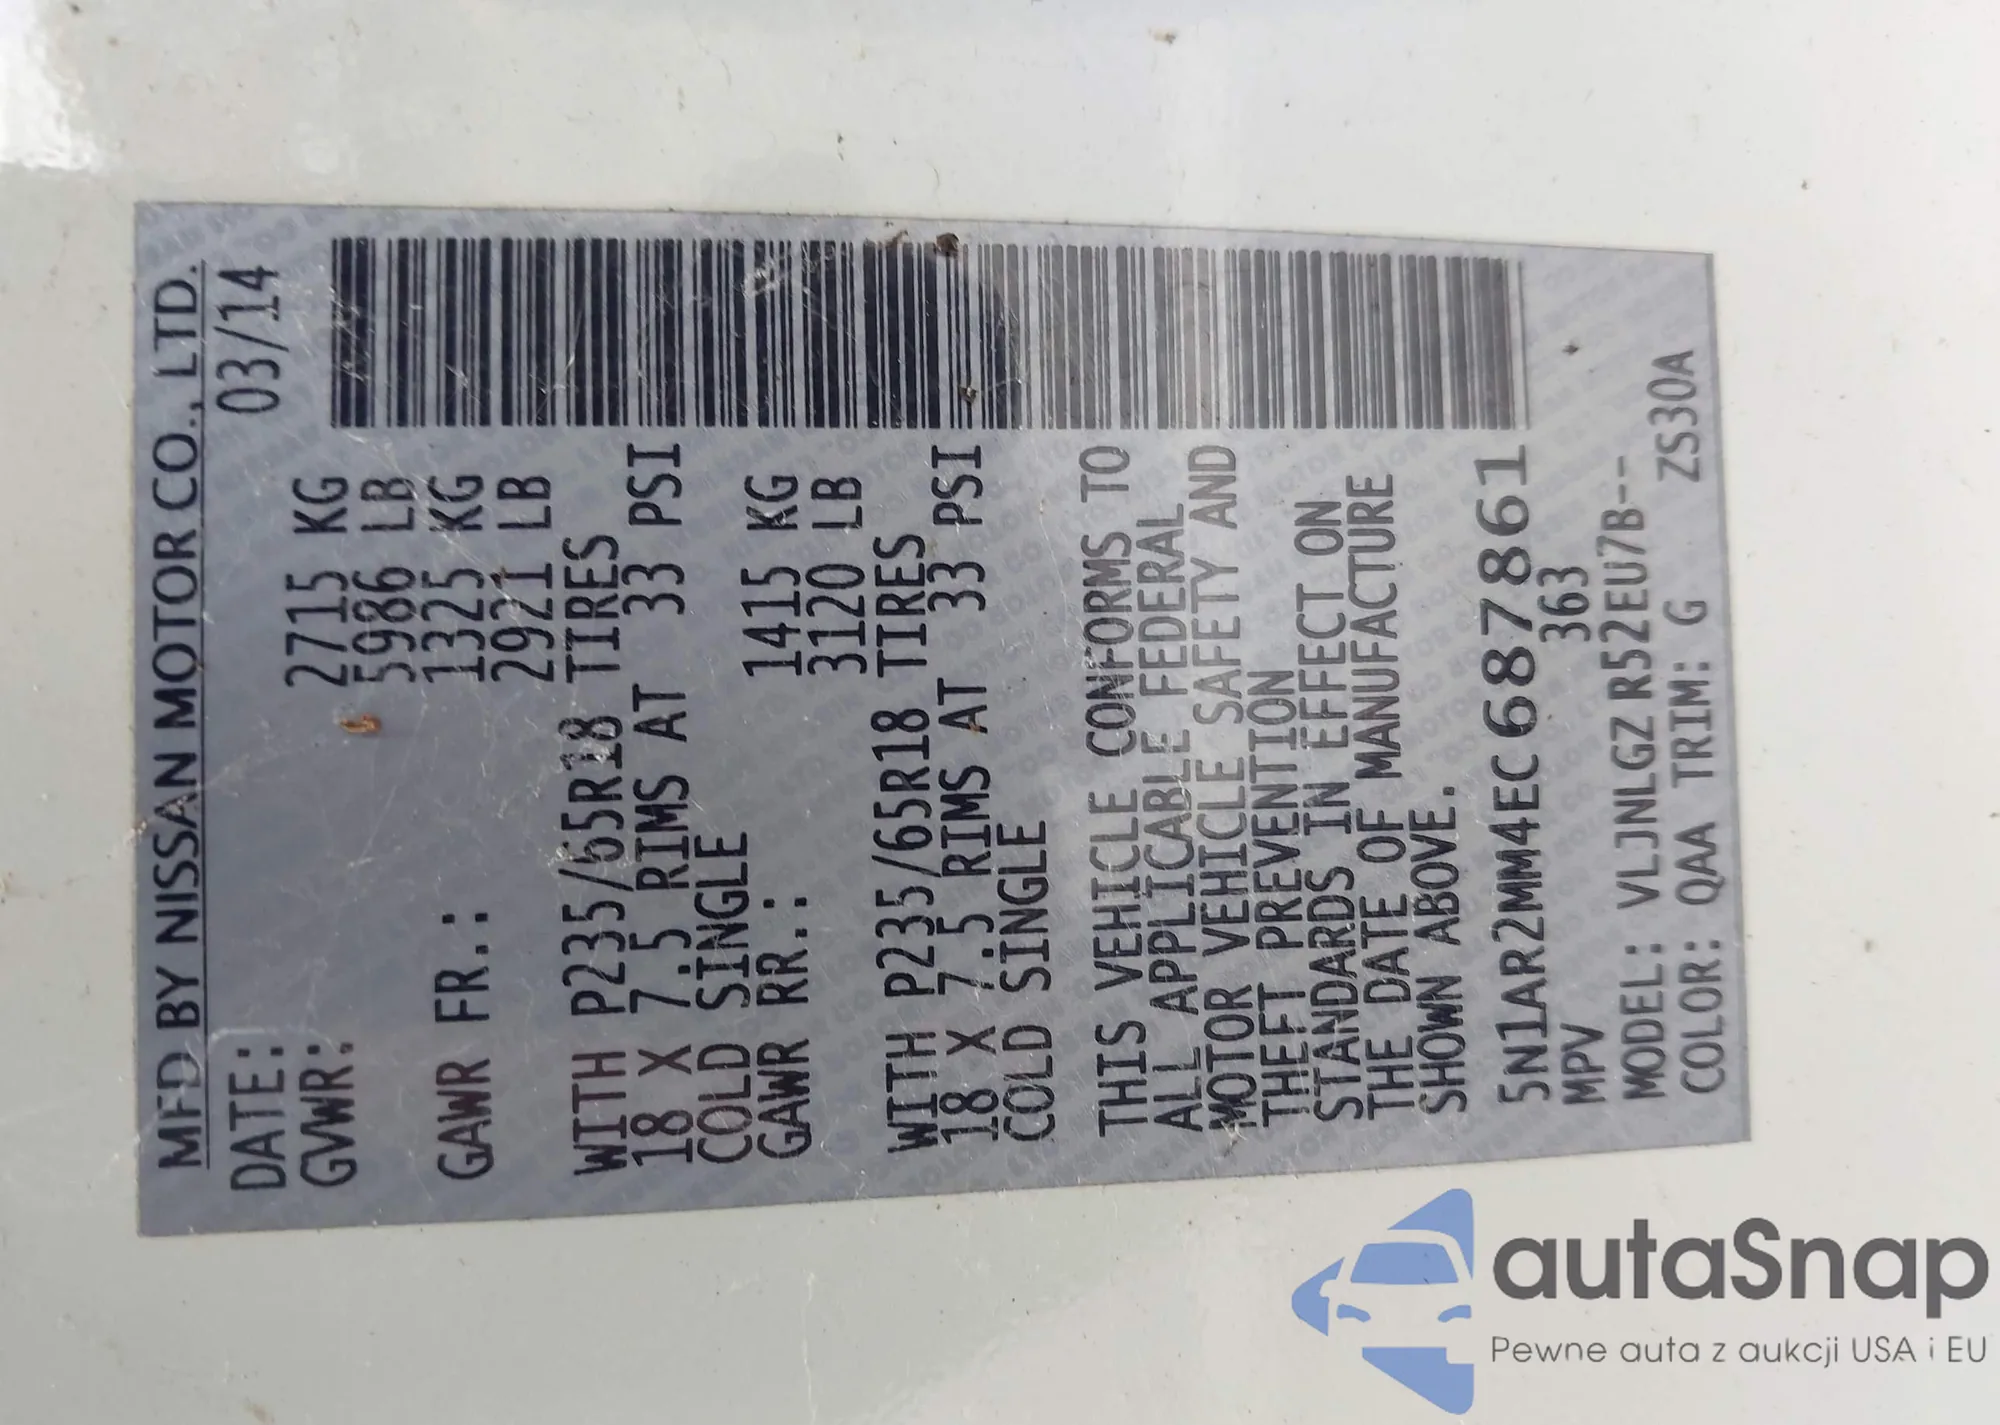 MFD BY NISSAN MOTOR CO., LTD.
DATE: 03/14
GVWR: 2715 KG
5986 LB
GAWR FR.: 1325 KG
2921 LB
WITH P235/65R18 TIRES
18 X 7.5 RIMS AT 33 PSI
COLD SINGLE
GAWR RR.: 1415 KG
3120 LB
WITH P235/65R18 TIRES
18 X 7.5 RIMS AT 33 PSI
COLD SINGLE
THIS VEHICLE CONFORMS TO
ALL APPLICABLE FEDERAL
MOTOR VEHICLE SAFETY AND
THEFT PREVENTION
STANDARDS IN EFFECT ON
THE DATE OF MANUFACTURE
SHOWN ABOVE.
5N1AR2MM4EC687861
MPV 363
MODEL: VLJNLGZ R52EU7B--
COLOR: QAA TRIM: G ZS30A
autaSnap
Pewne auta z aukcji USA i EU